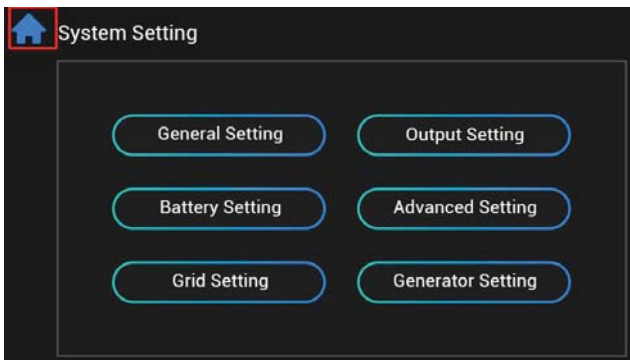 System Setting
General Setting
Output Setting
Battery Setting
Advanced Setting
Grid Setting
Generator Setting